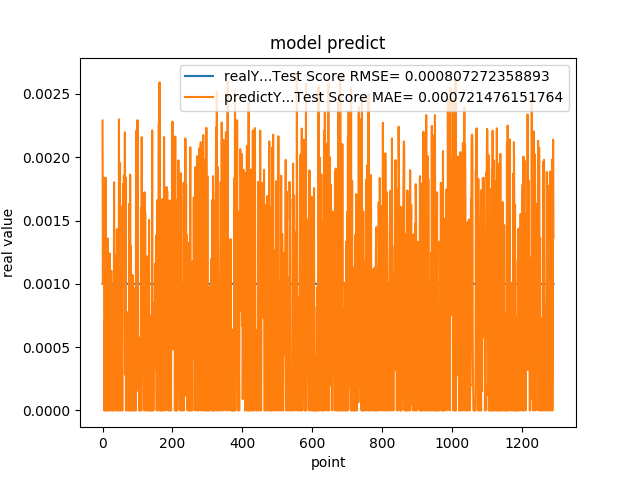 model predict
realY...Test Score RMSE= 0.000807272358893
predictY...Test Score MAE= 0.000721476151764
real value
0.0025
0.0020
0.0015
0.0010
0.0005
0.0000
0 200 400 600 800 1000 1200
point